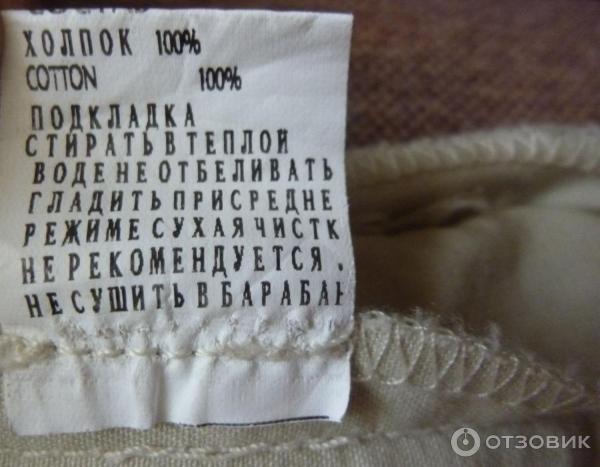 ХОЛПОК 100%
COTTON 100%
ПОДКЛАДКА
СТИРАТЬ В ТЕПЛОЙ
ВОДЕ НЕ ОТБЕЛИВАТЬ
ГЛАДИТЬ ПРИ СРЕДНЕ
РЕЖИМЕ СУХАЯ ЧИСТК
НЕ РЕКОМЕНДУЕТСЯ .
НЕ СУШИТЬ В БАРАБАН
ОТЗОВИК